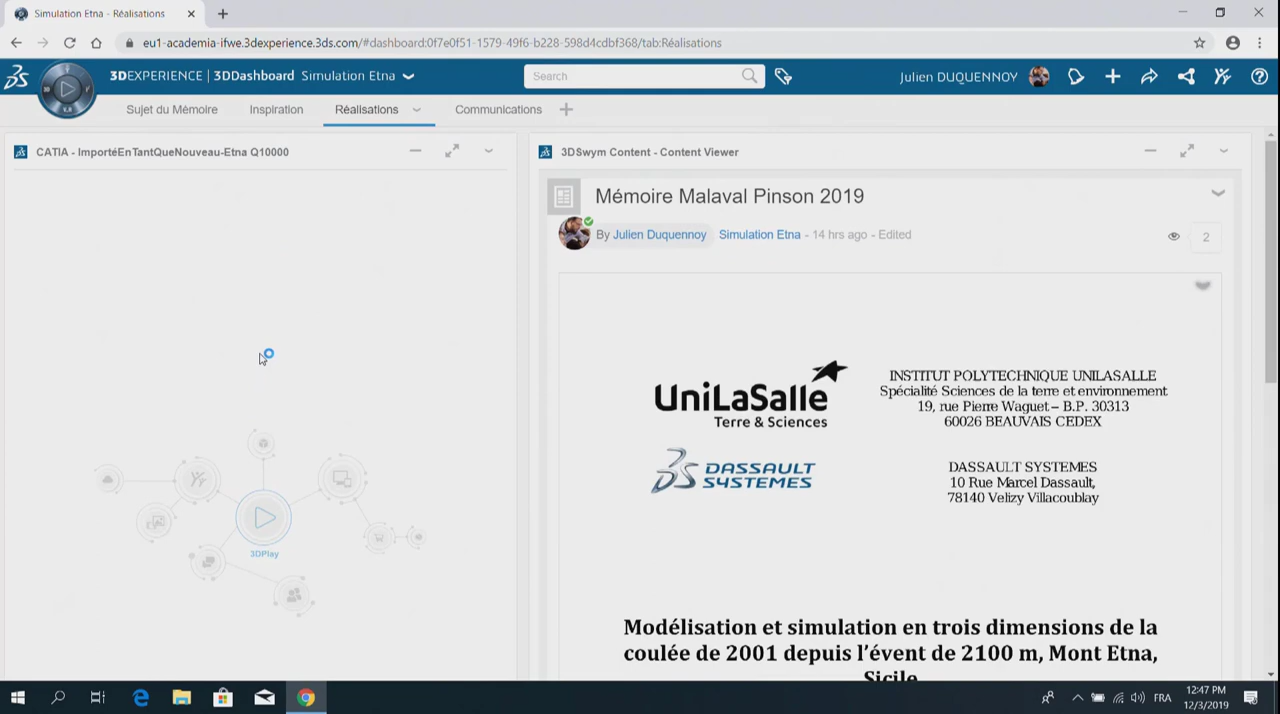 Simulation Etna - Réalisations
eu1-academia-ifwe.3dexperience.3ds.com/#dashboard:0f7e0f51-1579-49f6-b228-598d4cdbf368/tab:Réalisations
3DEXPERIENCE | 3DDashboard Simulation Etna
Search
Julien DUQUENNOY
Sujet du Mémoire
Inspiration
Réalisations
Communications
CATIA - ImportéEnTantQueNouveau-Etna Q10000
3DPlay
3DSwym Content - Content Viewer
Mémoire Malaval Pinson 2019
By Julien Duquennoy Simulation Etna - 14 hrs ago - Edited
2
UniLaSalle
Terre & Sciences
INSTITUT POLYTECHNIQUE UNILASALLE
Spécialité Sciences de la terre et environnement
19, rue Pierre Waguet – B.P. 30313
60026 BEAUVAIS CEDEX
DASSAULT SYSTEMES
DASSAULT SYSTEMES
10 Rue Marcel Dassault,
78140 Velizy Villacoublay
Modélisation et simulation en trois dimensions de la
coulée de 2001 depuis l'évent de 2100 m, Mont Etna,
Sicile
FRA
12:47 PM
12/3/2019